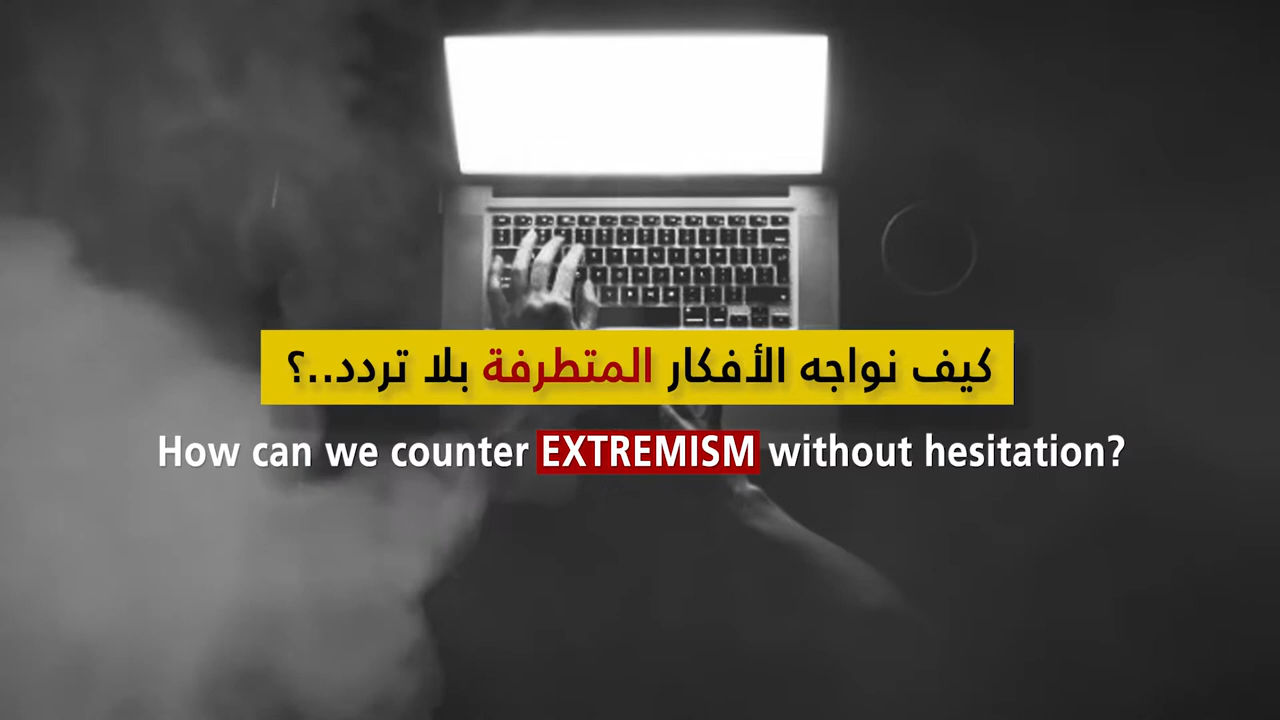 كيف نواجه الأفكار المتطرفة بلا تردد..؟
How can we counter EXTREMISM without hesitation?